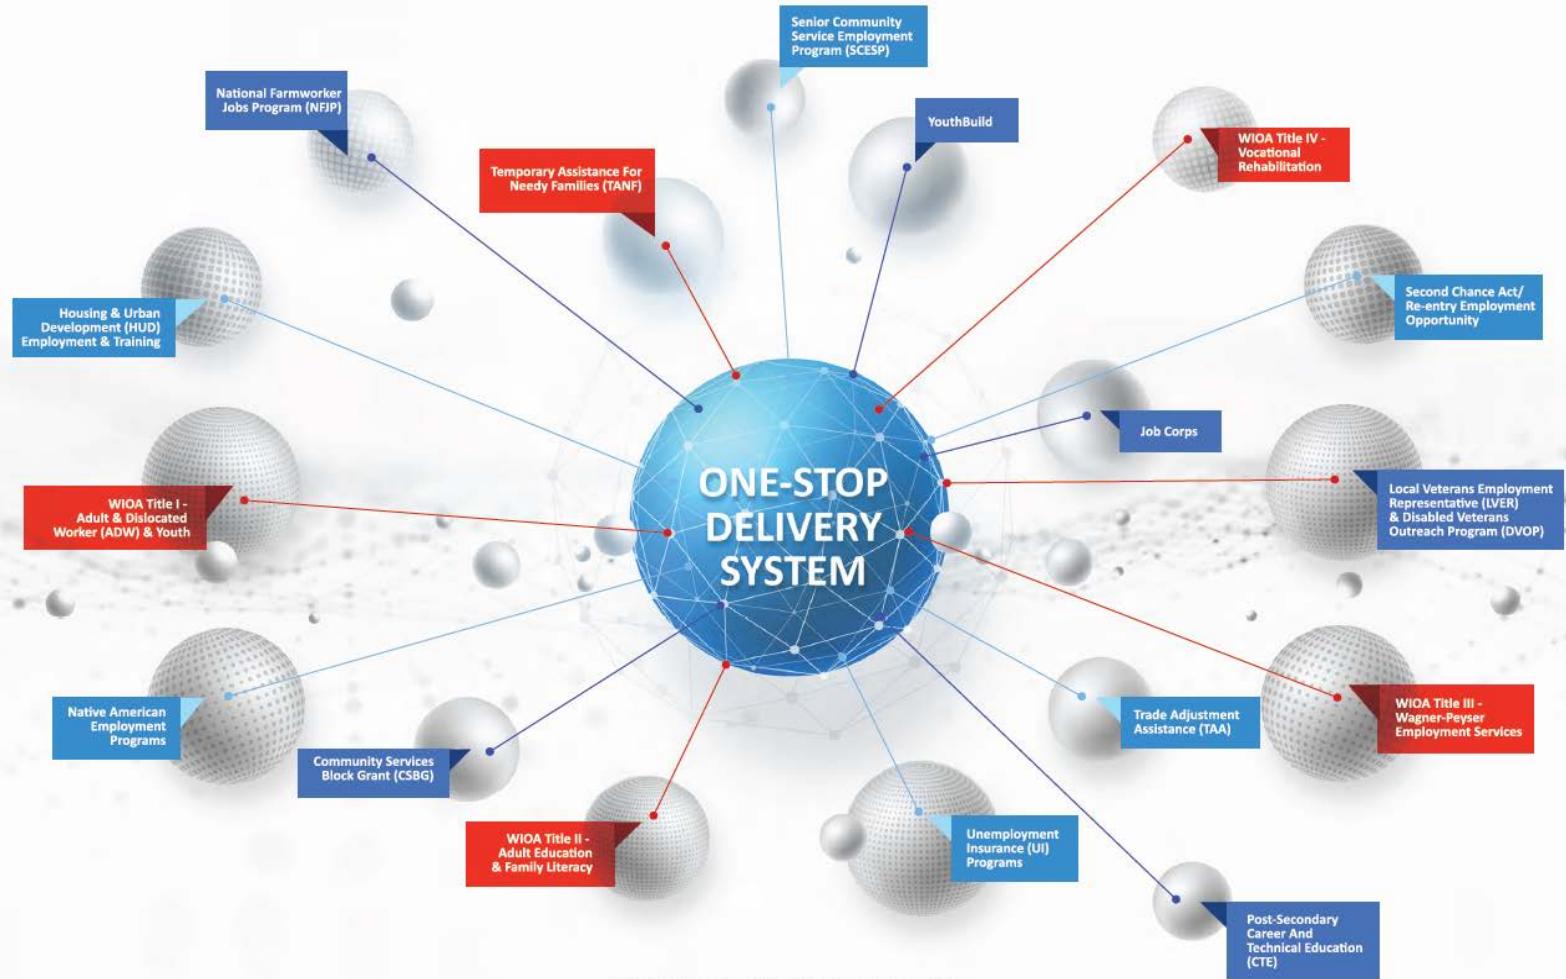 Senior Community
Service Employment
Program (SCESP)
National Farmworker
Jobs Program (NFJP)
YouthBuild
WIOA Title IV -
Vocational
Rehabilitation
Temporary Assistance For
Needy Families (TANF)
Second Chance Act/
Re-entry Employment
Opportunity
Housing & Urban
Development (HUD)
Employment & Training
Job Corps
ONE-STOP
DELIVERY
SYSTEM
Local Veterans Employment
Representative (LVER)
& Disabled Veterans
Outreach Program (DVOP)
WIOA Title I -
Adult & Dislocated
Worker (ADW) & Youth
WIOA Title III -
Wagner-Peyser
Employment Services
Native American
Employment
Programs
Trade Adjustment
Assistance (TAA)
Community Services
Block Grant (CSBG)
WIOA Title II -
Adult Education
& Family Literacy
Unemployment
Insurance (UI)
Programs
Post-Secondary
Career And
Technical Education
(CTE)